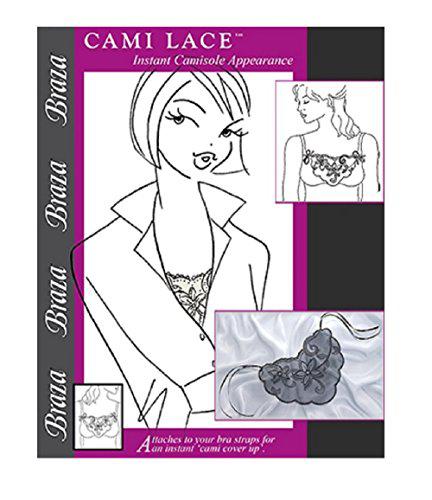 CAMI LACE™
Instant Camisole Appearance
Braza
Braza
Braza
Braza
Attaches to your bra straps for
an instant 'cami cover up'.